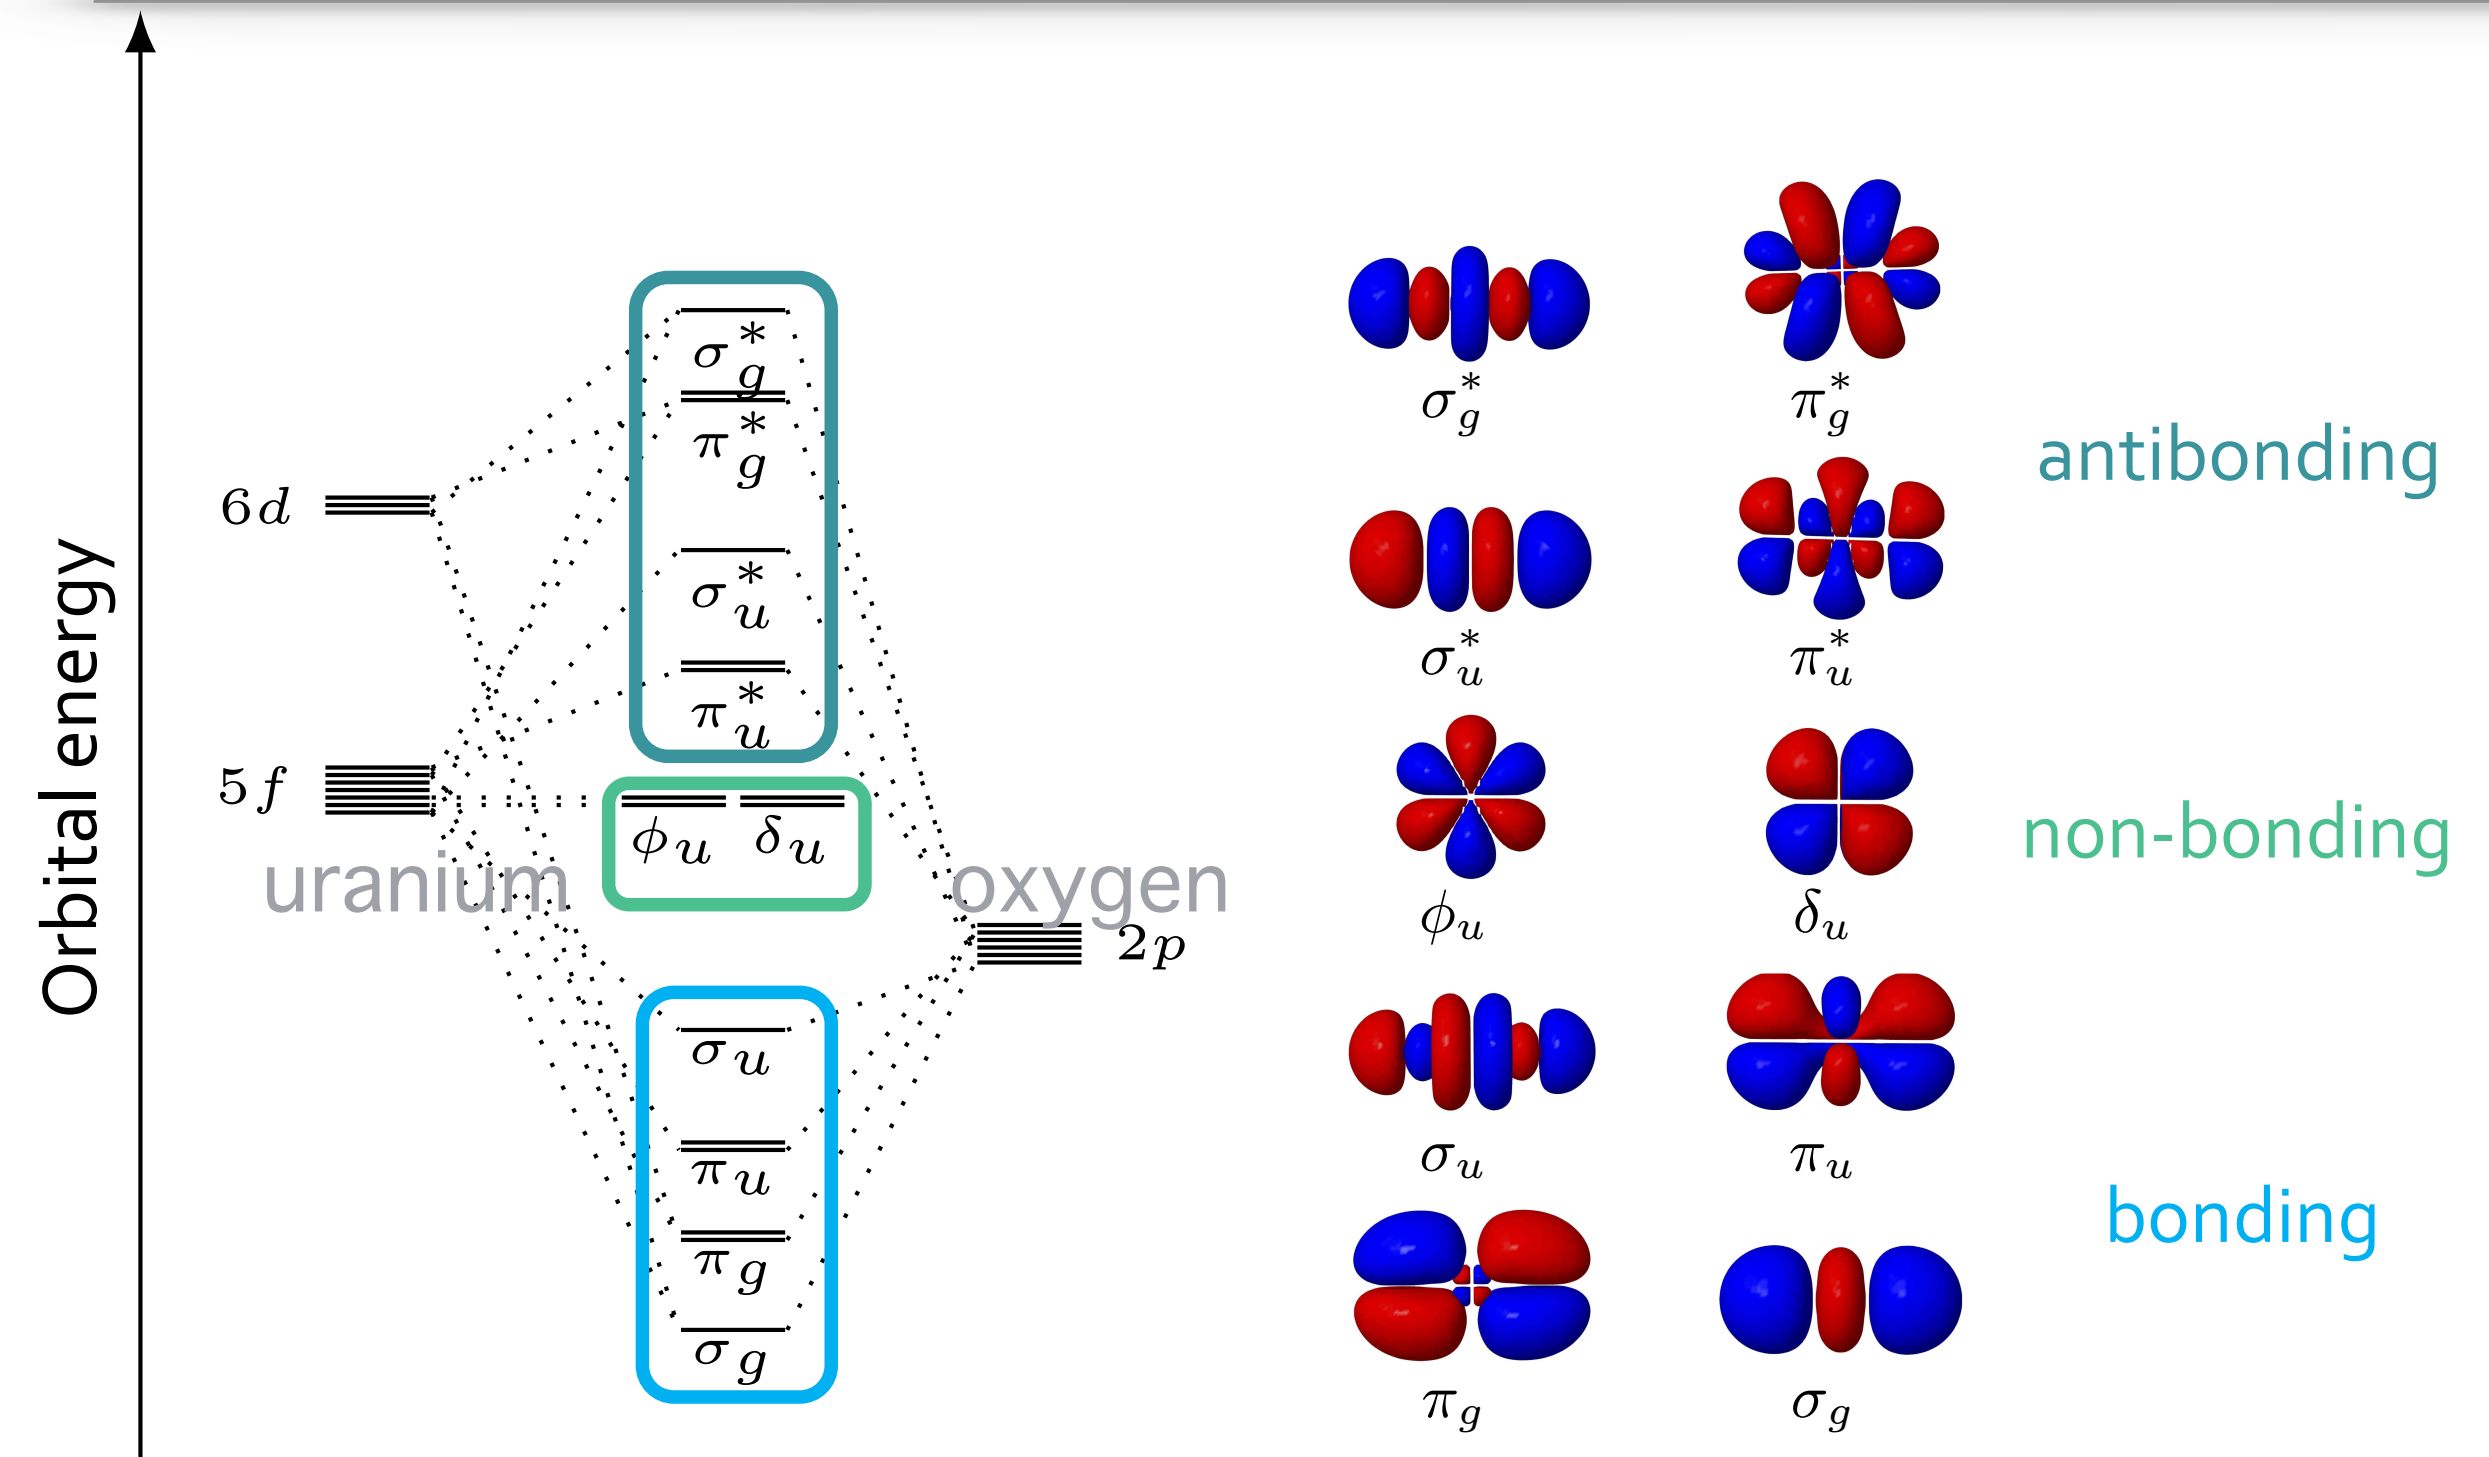 Orbital energy
6d
5f
uranium
σ*g
π*g
σ*u
π*u
ϕu δu
σu
πu
πg
σg
oxygen
2p
σ*g π*g
antibonding
σ*u π*u
ϕu δu
non-bonding
σu πu
bonding
πg σg